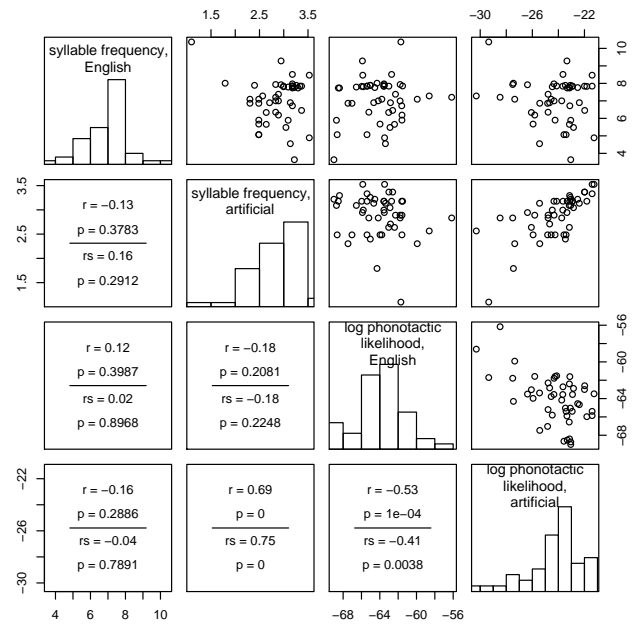 1.5 2.5 3.5
−30 −26 −22
syllable frequency,
English
4 6 8 10
1.5 2.5 3.5
r = −0.13
p = 0.3783
rs = 0.16
p = 0.2912
syllable frequency,
artificial
r = 0.12
p = 0.3987
rs = 0.02
p = 0.8968
r = −0.18
p = 0.2081
rs = −0.18
p = 0.2248
log phonotactic
likelihood,
English
−68 −64 −60 −56
−30 −26 −22
r = −0.16
p = 0.2886
rs = −0.04
p = 0.7891
r = 0.69
p = 0
rs = 0.75
p = 0
r = −0.53
p = 1e−04
rs = −0.41
p = 0.0038
log phonotactic
likelihood,
artificial
4 6 8 10
−68 −64 −60 −56